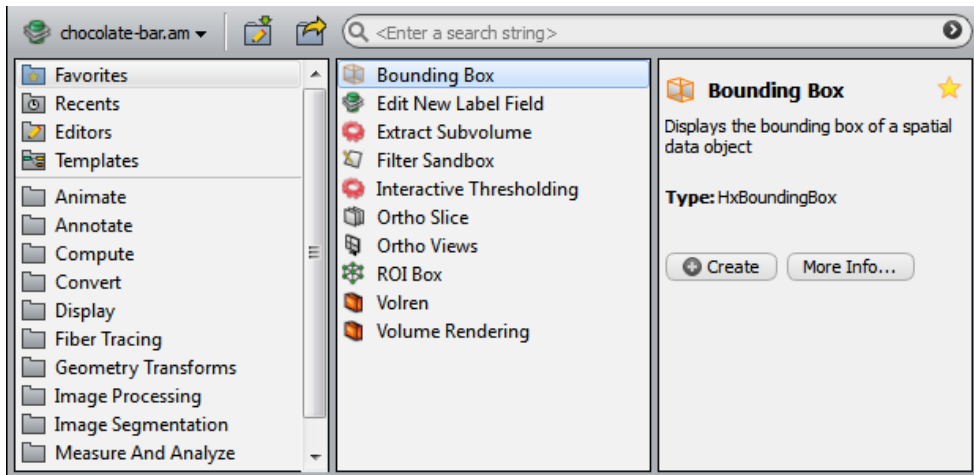 chocolate-bar.am
<Enter a search string>
Favorites
Recents
Editors
Templates
Animate
Annotate
Compute
Convert
Display
Fiber Tracing
Geometry Transforms
Image Processing
Image Segmentation
Measure And Analyze
Bounding Box
Edit New Label Field
Extract Subvolume
Filter Sandbox
Interactive Thresholding
Ortho Slice
Ortho Views
ROI Box
Volren
Volume Rendering
Bounding Box
Displays the bounding box of a spatial
data object
Type: HxBoundingBox
Create
More Info...